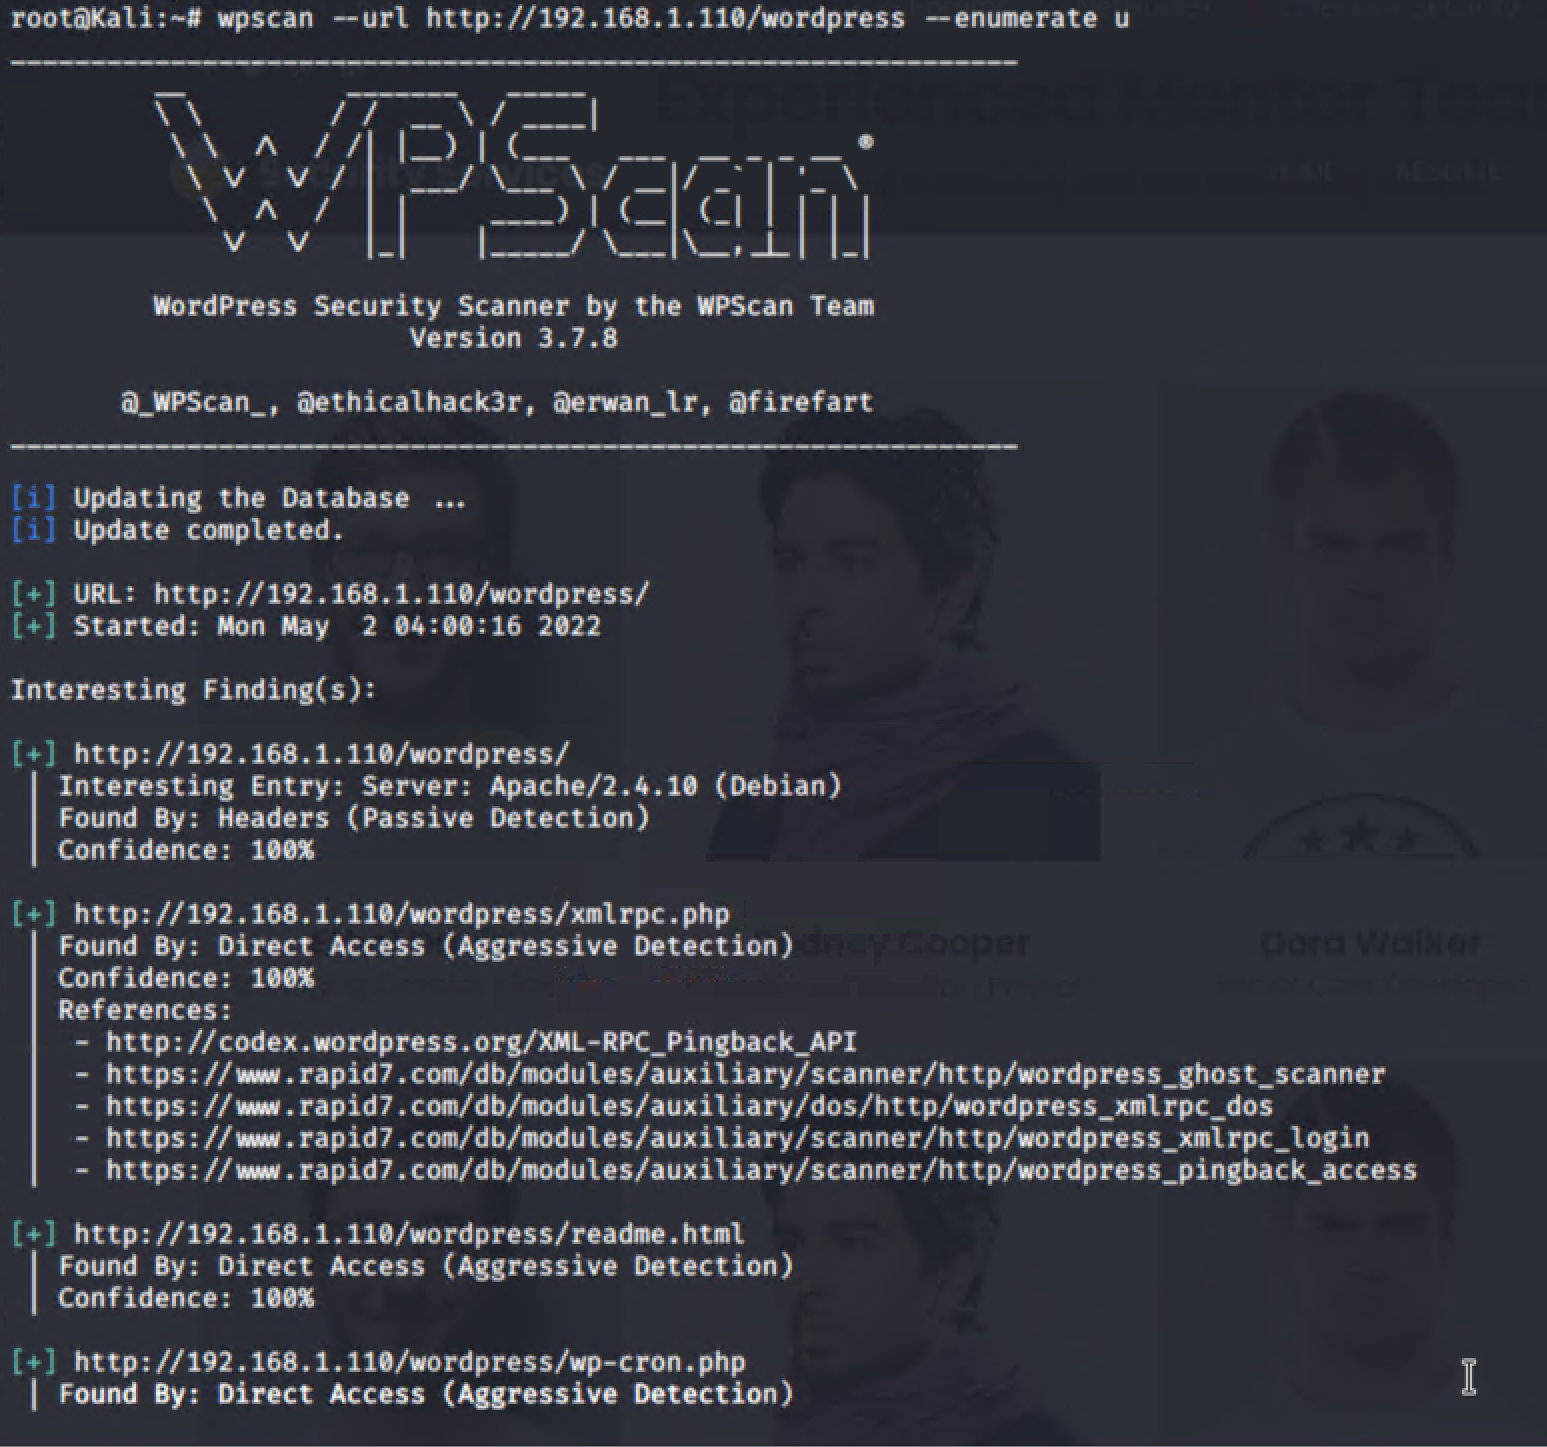 root@Kali:~# wpscan --url http://192.168.1.110/wordpress --enumerate u
WPScan®
WordPress Security Scanner by the WPScan Team
Version 3.7.8
@_WPScan_, @ethicalhack3r, @erwan_lr, @firefart
[i] Updating the Database ...
[i] Update completed.
[+] URL: http://192.168.1.110/wordpress/
[+] Started: Mon May  2 04:00:16 2022
Interesting Finding(s):
[+] http://192.168.1.110/wordpress/
| Interesting Entry: Server: Apache/2.4.10 (Debian)
| Found By: Headers (Passive Detection)
| Confidence: 100%
[+] http://192.168.1.110/wordpress/xmlrpc.php
| Found By: Direct Access (Aggressive Detection)
| Confidence: 100%
| References:
|  - http://codex.wordpress.org/XML-RPC_Pingback_API
|  - https://www.rapid7.com/db/modules/auxiliary/scanner/http/wordpress_ghost_scanner
|  - https://www.rapid7.com/db/modules/auxiliary/dos/http/wordpress_xmlrpc_dos
|  - https://www.rapid7.com/db/modules/auxiliary/scanner/http/wordpress_xmlrpc_login
|  - https://www.rapid7.com/db/modules/auxiliary/scanner/http/wordpress_pingback_access
[+] http://192.168.1.110/wordpress/readme.html
| Found By: Direct Access (Aggressive Detection)
| Confidence: 100%
[+] http://192.168.1.110/wordpress/wp-cron.php
| Found By: Direct Access (Aggressive Detection)
Experienced Mentor
Security Services
Cooper
Cara Walker